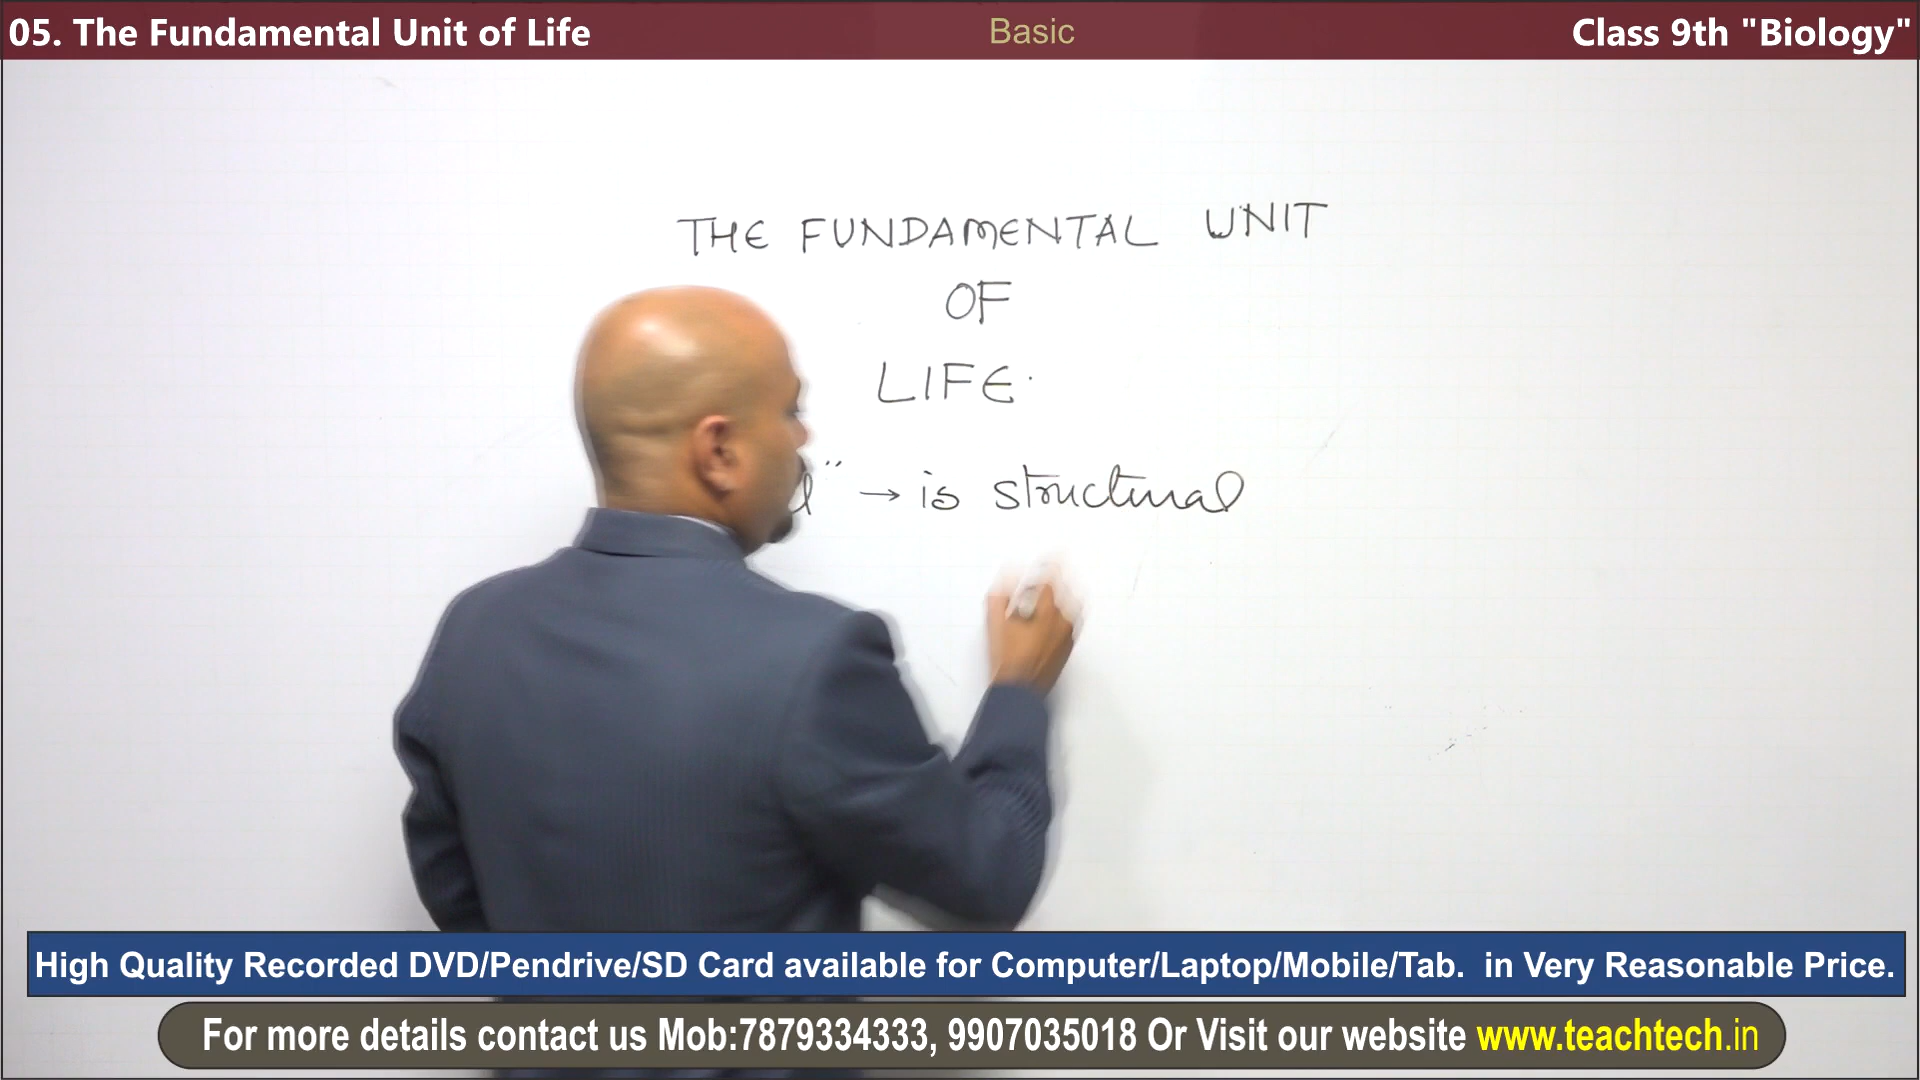 05. The Fundamental Unit of Life
Basic
Class 9th "Biology"
THE FUNDAMENTAL UNIT
OF
LIFE.
→ is structural
High Quality Recorded DVD/Pendrive/SD Card available for Computer/Laptop/Mobile/Tab. in Very Reasonable Price.
For more details contact us Mob:7879334333, 9907035018 Or Visit our website www.teachtech.in